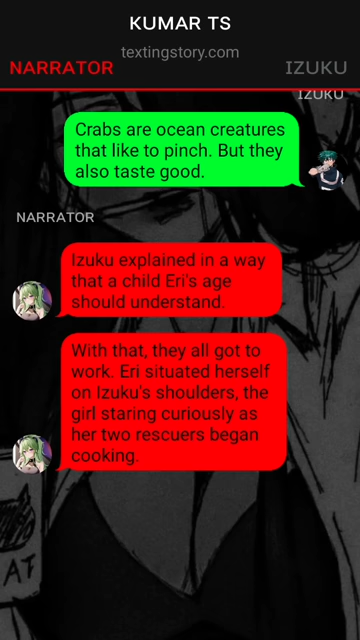 KUMAR TS
textingstory.com
NARRATOR
IZUKU
IZUKU
Crabs are ocean creatures
that like to pinch. But they
also taste good.
NARRATOR
Izuku explained in a way
that a child Eri's age
should understand.
With that, they all got to
work. Eri situated herself
on Izuku's shoulders, the
girl staring curiously as
her two rescuers began
cooking.
AT